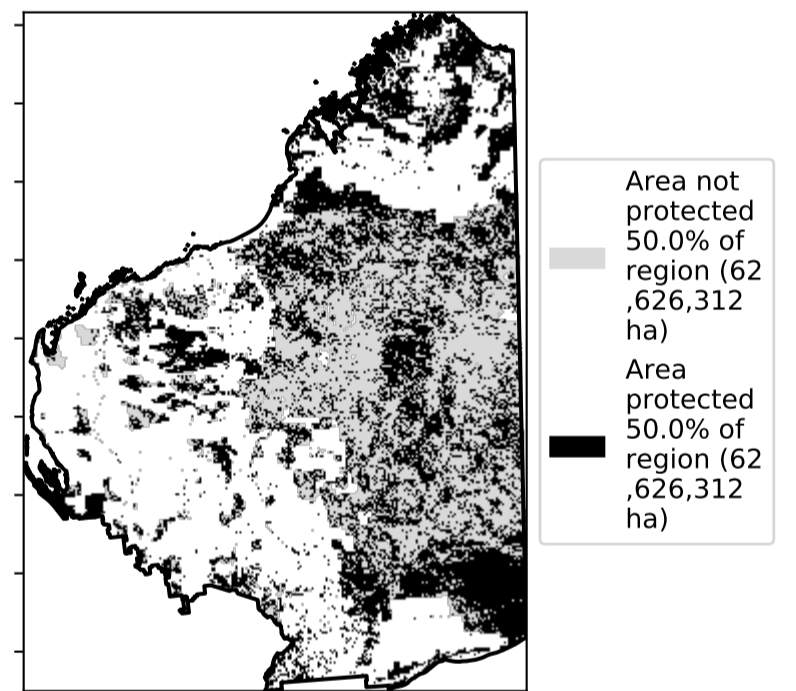 Area not
protected
50.0% of
region (62
,626,312
ha)
Area
protected
50.0% of
region (62
,626,312
ha)